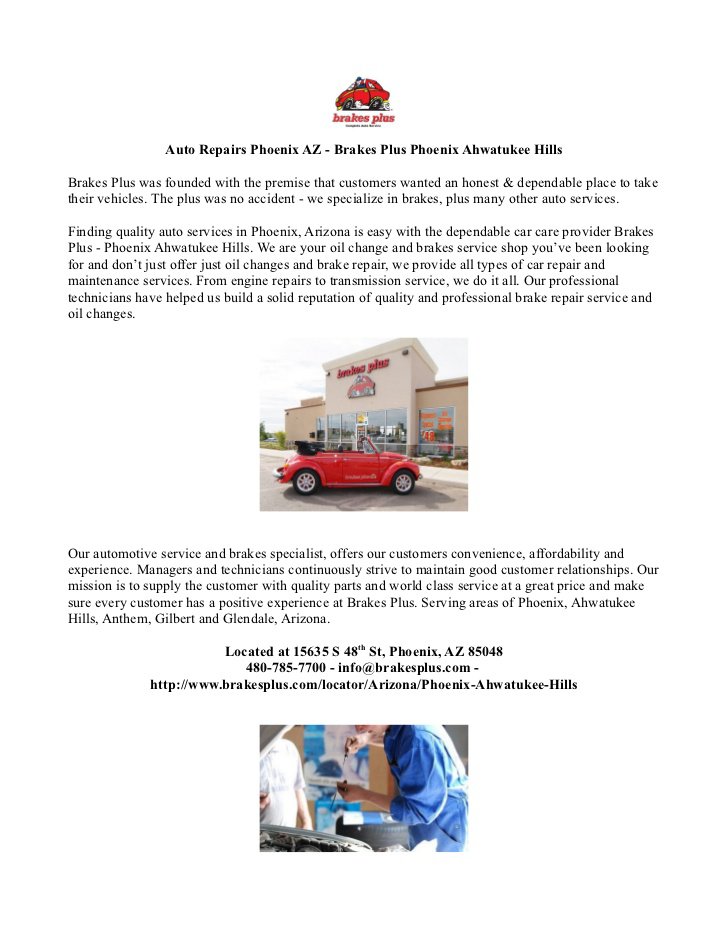 brakes plus
Complete Auto Service
Auto Repairs Phoenix AZ - Brakes Plus Phoenix Ahwatukee Hills
Brakes Plus was founded with the premise that customers wanted an honest & dependable place to take
their vehicles. The plus was no accident - we specialize in brakes, plus many other auto services.
Finding quality auto services in Phoenix, Arizona is easy with the dependable car care provider Brakes
Plus - Phoenix Ahwatukee Hills. We are your oil change and brakes service shop you’ve been looking
for and don’t just offer just oil changes and brake repair, we provide all types of car repair and
maintenance services. From engine repairs to transmission service, we do it all. Our professional
technicians have helped us build a solid reputation of quality and professional brake repair service and
oil changes.
brakes plus
Our automotive service and brakes specialist, offers our customers convenience, affordability and
experience. Managers and technicians continuously strive to maintain good customer relationships. Our
mission is to supply the customer with quality parts and world class service at a great price and make
sure every customer has a positive experience at Brakes Plus. Serving areas of Phoenix, Ahwatukee
Hills, Anthem, Gilbert and Glendale, Arizona.
Located at 15635 S 48th St, Phoenix, AZ 85048
480-785-7700 - info@brakesplus.com -
http://www.brakesplus.com/locator/Arizona/Phoenix-Ahwatukee-Hills